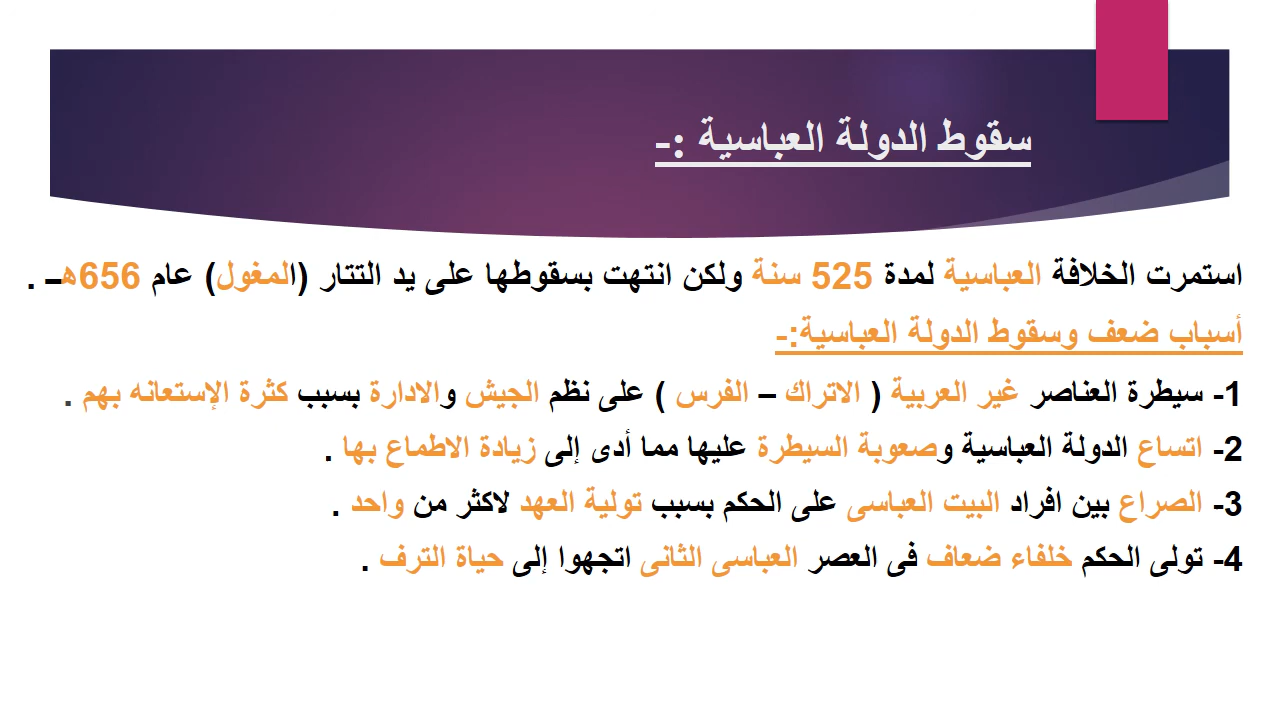 سقوط الدولة العباسية :-
استمرت الخلافة العباسية لمدة 525 سنة ولكن انتهت بسقوطها على يد التتار (المغول) عام 656هـ .
أسباب ضعف وسقوط الدولة العباسية:-
1- سيطرة العناصر غير العربية ( الاتراك – الفرس ) على نظم الجيش والادارة بسبب كثرة الإستعانه بهم .
2- اتساع الدولة العباسية وصعوبة السيطرة عليها مما أدى إلى زيادة الاطماع بها .
3- الصراع بين افراد البيت العباسى على الحكم بسبب تولية العهد لاكثر من واحد .
4- تولى الحكم خلفاء ضعاف فى العصر العباسى الثانى اتجهوا إلى حياة الترف .